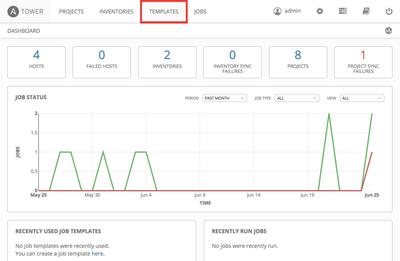 A TOWER PROJECTS INVENTORIES TEMPLATES JOBS admin
DASHBOARD
4 0 2 0 8 1
HOSTS FAILED HOSTS INVENTORIES INVENTORY SYNC FAILURES PROJECTS PROJECT SYNC FAILURES
JOB STATUS PERIOD PAST MONTH JOB TYPE ALL VIEW ALL
2
1.5
1
0.5
0
JOBS
May 25 May 30 Jun 4 Jun 9 Jun 14 Jun 19 Jun 25
TIME
RECENTLY USED JOB TEMPLATES RECENTLY RUN JOBS
No job templates were recently used. No jobs were recently run.
You can create a job template here.